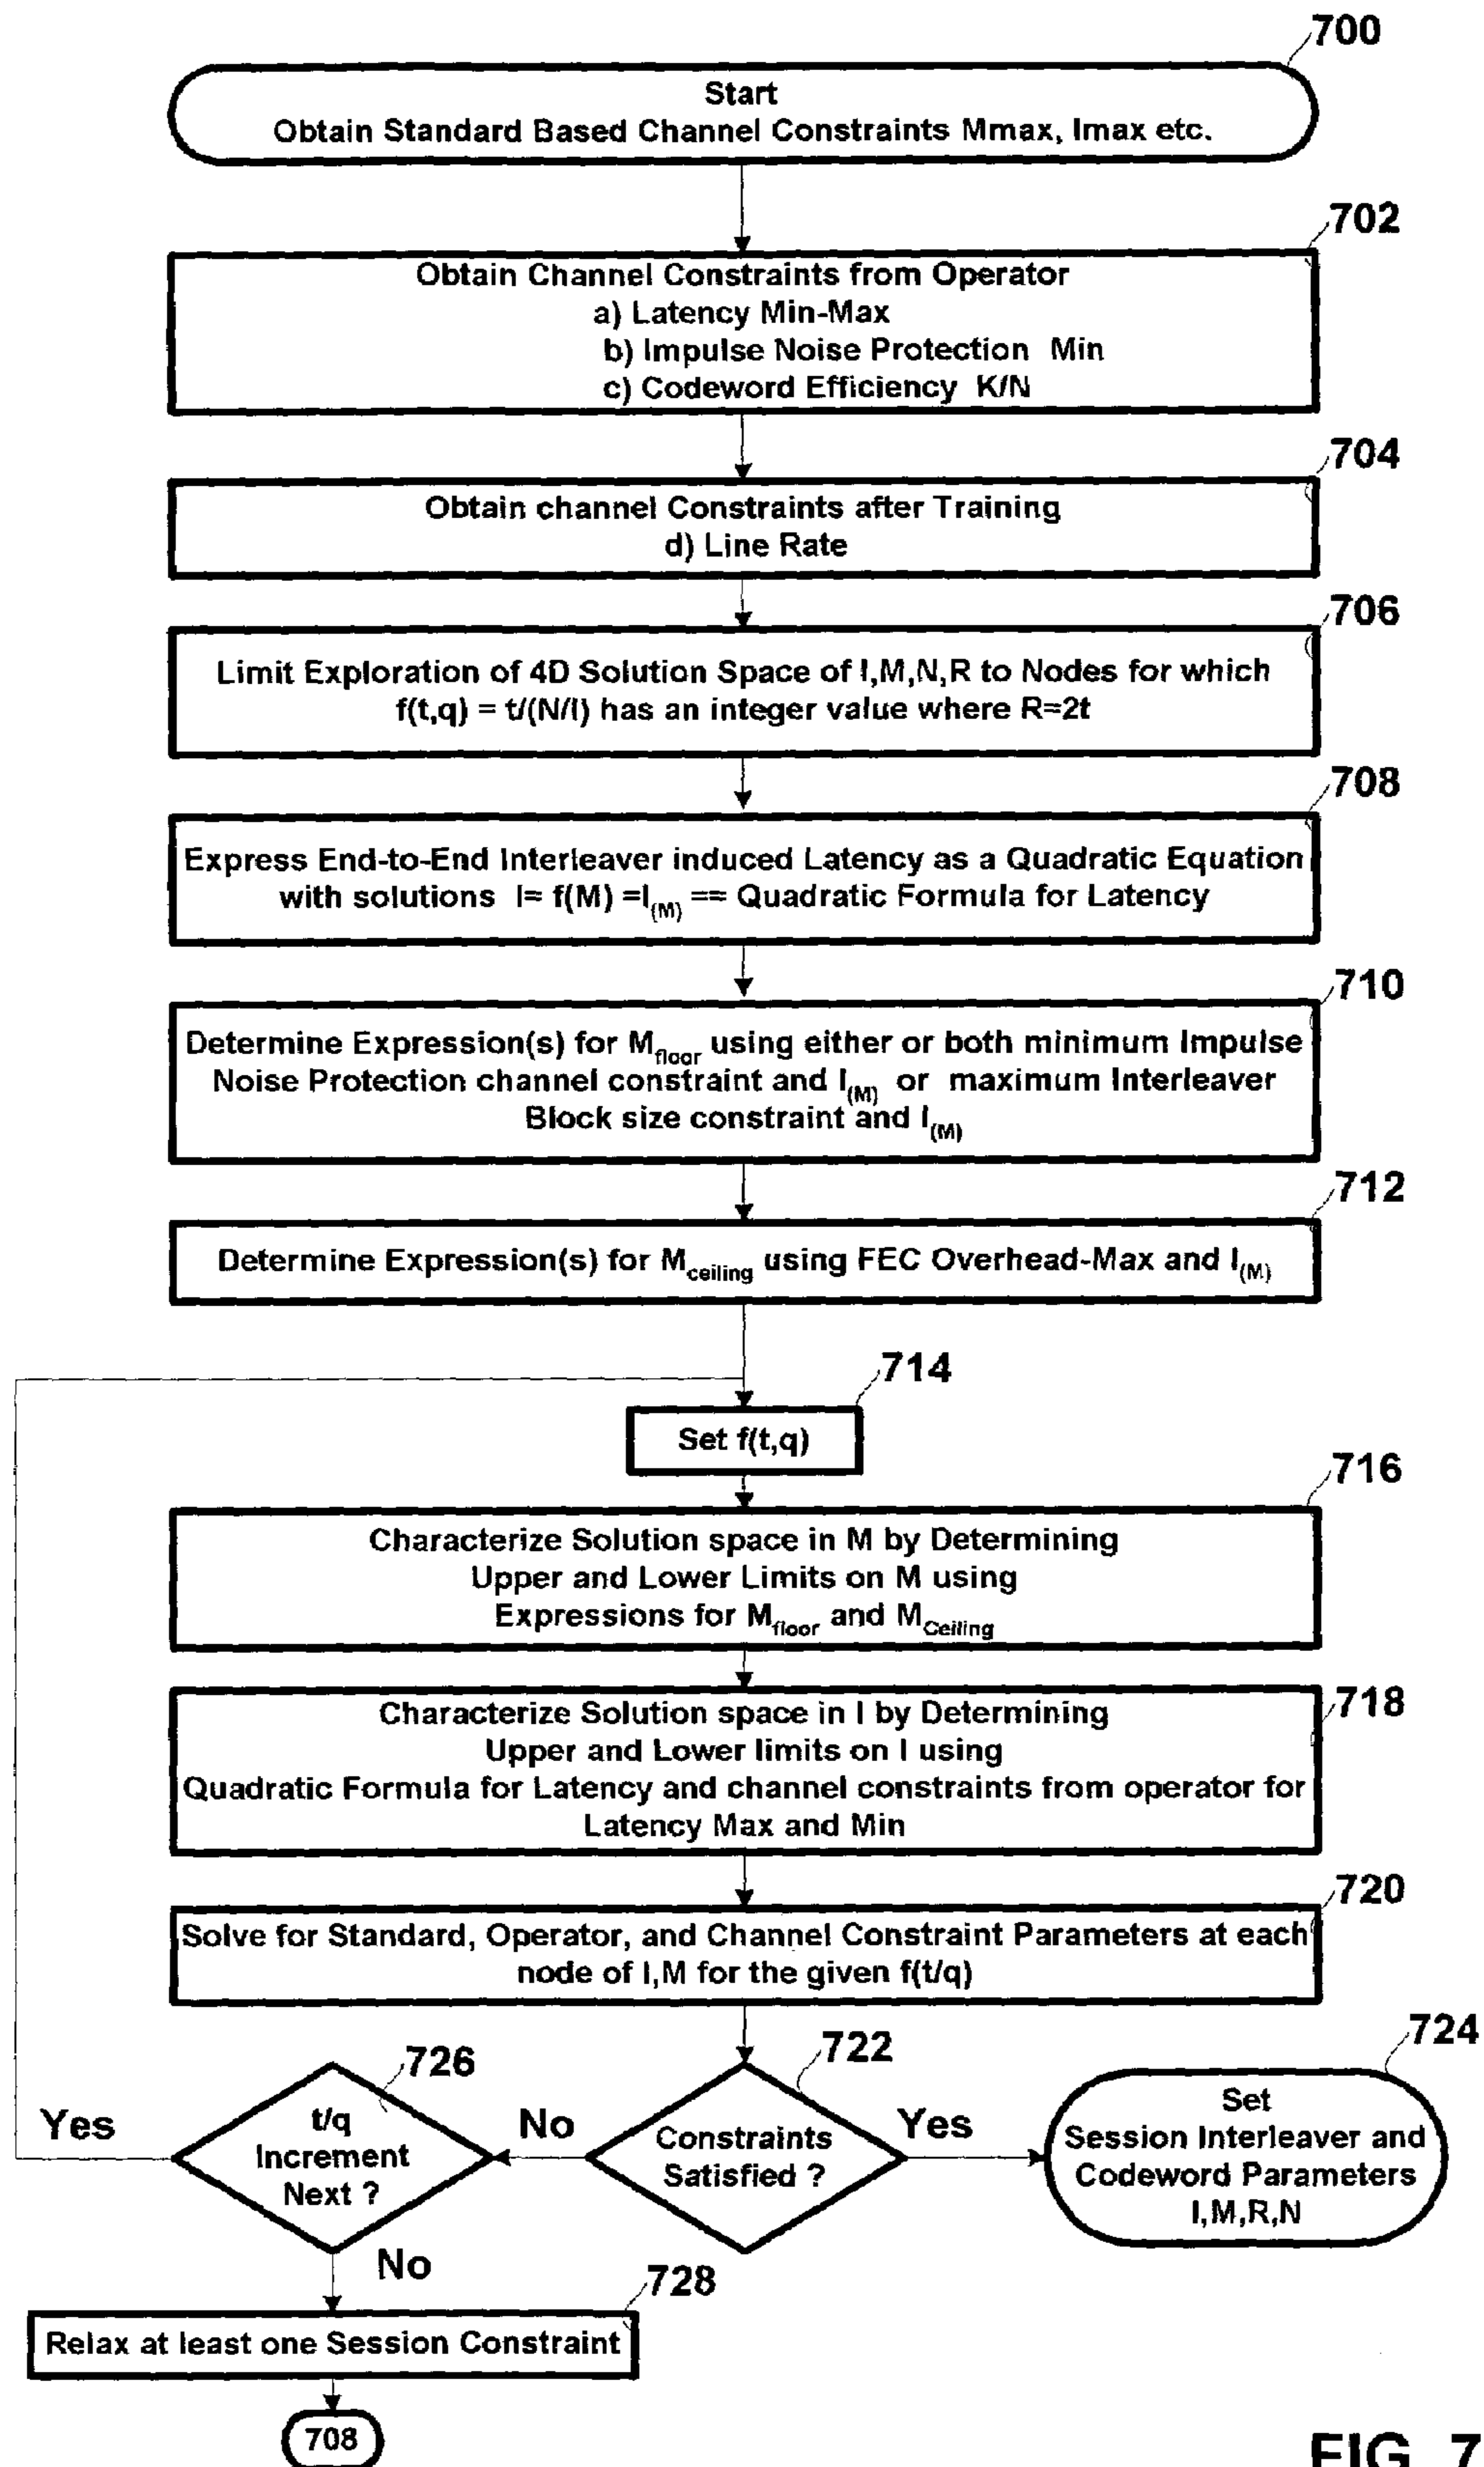 700
Start
Obtain Standard Based Channel Constraints Mmax, Imax etc.
702
Obtain Channel Constraints from Operator
a) Latency Min-Max
b) Impulse Noise Protection Min
c) Codeword Efficiency K/N
704
Obtain channel Constraints after Training
d) Line Rate
706
Limit Exploration of 4D Solution Space of I,M,N,R to Nodes for which
f(t,q) = t/(N/I) has an integer value where R=2t
708
Express End-to-End Interleaver induced Latency as a Quadratic Equation
with solutions I= f(M) =I(M) == Quadratic Formula for Latency
710
Determine Expression(s) for Mfloor using either or both minimum Impulse
Noise Protection channel constraint and I(M) or maximum Interleaver
Block size constraint and I(M)
712
Determine Expression(s) for Mceiling using FEC Overhead-Max and I(M)
714
Set f(t,q)
716
Characterize Solution space in M by Determining
Upper and Lower Limits on M using
Expressions for Mfloor and MCeiling
718
Characterize Solution space in I by Determining
Upper and Lower limits on I using
Quadratic Formula for Latency and channel constraints from operator for
Latency Max and Min
720
Solve for Standard, Operator, and Channel Constraint Parameters at each
node of I,M for the given f(t/q)
722
Constraints
Satisfied ?
Yes
724
Set
Session Interleaver and
Codeword Parameters
I,M,R,N
No
726
t/q
Increment
Next ?
Yes
No
728
Relax at least one Session Constraint
708
FIG. 7